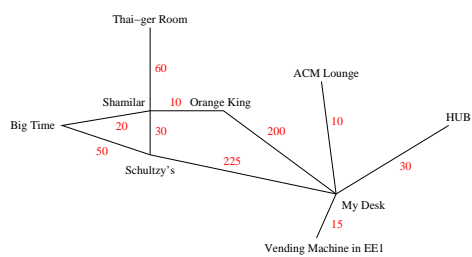 Thai-ger Room
60
ACM Lounge
Shamilar
10
Orange King
HUB
Big Time
20
30
10
200
50
225
30
Schultzy's
My Desk
15
Vending Machine in EE1